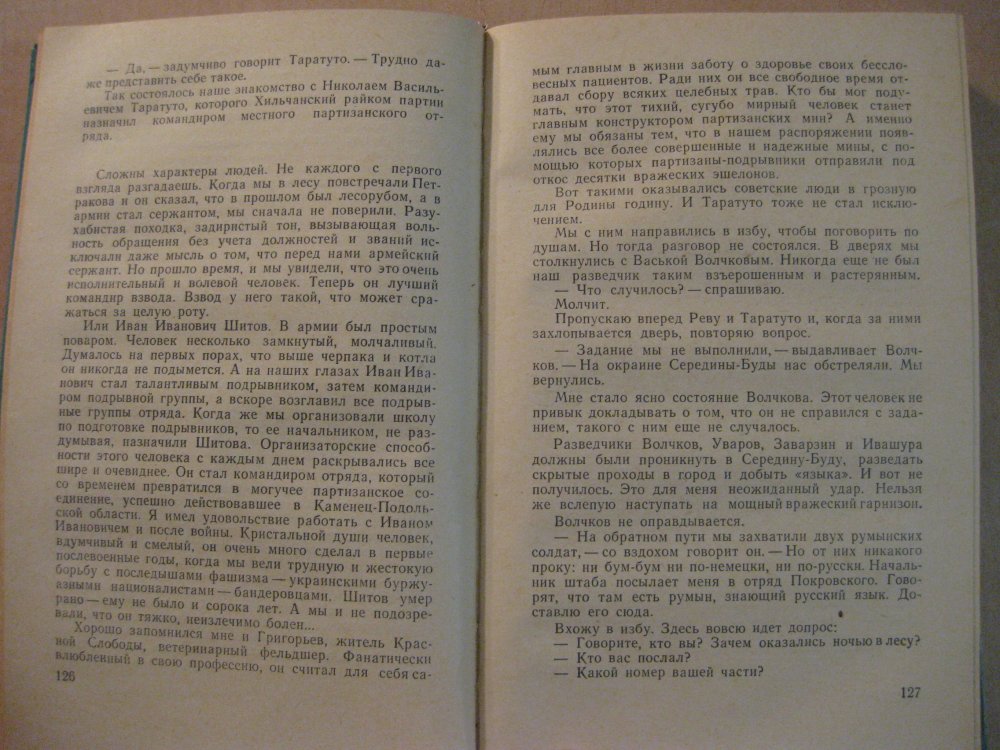 — Да, — задумчиво говорит Таратуто. — Трудно да-
же представить себе такое.
Так состоялось наше знакомство с Николаем Василь-
евичем Таратуто, которого Хильчанский райком партии
назначил командиром местного партизанского от-
ряда.
Сложны характеры людей. Не каждого с первого
взгляда разгадаешь. Когда мы в лесу повстречали Пет-
ракова и он сказал, что в прошлом был лесорубом, а в
армии стал сержантом, мы сначала не поверили. Разу-
хабистая походка, задиристый тон, вызывающая воль-
ность обращения без учета должностей и званий ис-
ключали даже мысль о том, что перед нами армейский
сержант. Но прошло время, и мы увидели, что это очень
исполнительный и волевой человек. Теперь он лучший
командир взвода. Взвод у него такой, что может сра-
жаться за целую роту.
Или Иван Иванович Шитов. В армии был простым
поваром. Человек несколько замкнутый, молчаливый.
Думалось на первых порах, что выше черпака и котла
он никогда не подымется. А на наших глазах Иван Ива-
нович стал талантливым подрывником, затем команди-
ром подрывной группы, а вскоре возглавил все подрыв-
ные группы отряда. Когда же мы организовали школу
по подготовке подрывников, то ее начальником, не раз-
думывая, назначили Шитова. Организаторские способ-
ности этого человека с каждым днем раскрывались все
шире и очевиднее. Он стал командиром отряда, который
со временем превратился в могучее партизанское со-
единение, успешно действовавшее в Каменец-Подоль-
ской области. Я имел удовольствие работать с Иваном
Ивановичем и после войны. Кристальной души человек,
вдумчивый и смелый, он очень много сделал в первые
послевоенные годы, когда мы вели трудную и жестокую
борьбу с последышами фашизма — украинскими буржу-
азными националистами — бандеровцами. Шитов умер
рано — ему не было и сорока лет. А мы и не подозре-
вали, что он тяжко, неизлечимо болен...
Хорошо запомнился мне и Григорьев, житель Крас-
ной Слободы, ветеринарный фельдшер. Фанатически
влюбленный в свою профессию, он считал для себя са-
126
мым главным в жизни заботу о здоровье своих бессло-
весных пациентов. Ради них он все свободное время от-
давал сбору всяких целебных трав. Кто бы мог поду-
мать, что этот тихий, сугубо мирный человек станет
главным конструктором партизанских мин? А именно
ему мы обязаны тем, что в нашем распоряжении появ-
лялись все более совершенные и надежные мины, с по-
мощью которых партизаны-подрывники отправили под
откос десятки вражеских эшелонов.
Вот такими оказывались советские люди в грозную
для Родины годину. И Таратуто тоже не стал исклю-
чением.
Мы с ним направились в избу, чтобы поговорить по
душам. Но тогда разговор не состоялся. В дверях мы
столкнулись с Васькой Волчковым. Никогда еще не был
наш разведчик таким взъерошенным и растерянным.
— Что случилось? — спрашиваю.
Молчит.
Пропускаю вперед Реву и Таратуто и, когда за ними
захлопывается дверь, повторяю вопрос.
— Задание мы не выполнили, — выдавливает Волч-
ков. — На окраине Середины-Буды нас обстреляли. Мы
вернулись.
Мне стало ясно состояние Волчкова. Этот человек не
привык докладывать о том, что он не справился с зада-
нием, такого с ним еще не случалось.
Разведчики Волчков, Уваров, Заварзин и Ивашура
должны были проникнуть в Середину-Буду, разведать
скрытые проходы в город и добыть «языка». И вот не
получилось. Это для меня неожиданный удар. Нельзя
же вслепую наступать на мощный вражеский гарнизон.
Волчков не оправдывается.
— На обратном пути мы захватили двух румынских
солдат, — со вздохом говорит он. — Но от них никакого
проку: ни бум-бум ни по-немецки, ни по-русски. Началь-
ник штаба посылает меня в отряд Покровского. Гово-
рят, что там есть румын, знающий русский язык. До-
ставлю его сюда.
Вхожу в избу. Здесь вовсю идет допрос:
— Говорите, кто вы? Зачем оказались ночью в лесу?
— Кто вас послал?
— Какой номер вашей части?
127